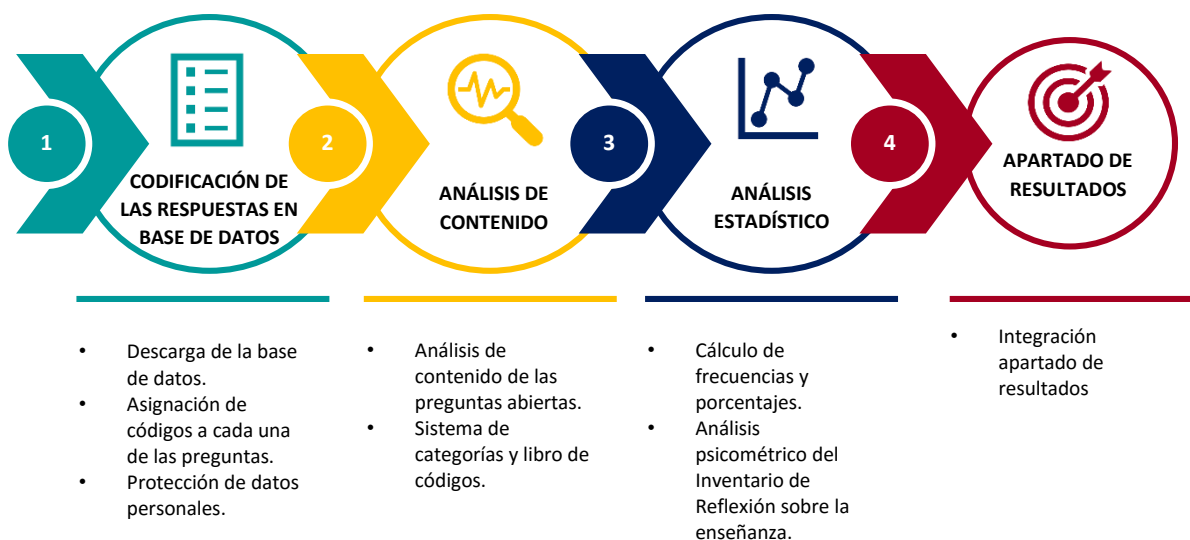 1
CODIFICACIÓN DE
LAS RESPUESTAS EN
BASE DE DATOS
• Descarga de la base
de datos.
• Asignación de
códigos a cada una
de las preguntas.
• Protección de datos
personales.
2
ANÁLISIS DE
CONTENIDO
• Análisis de
contenido de las
preguntas abiertas.
• Sistema de
categorías y libro de
códigos.
3
ANÁLISIS
ESTADÍSTICO
• Cálculo de
frecuencias y
porcentajes.
• Análisis
psicométrico del
Inventario de
Reflexión sobre la
enseñanza.
4
APARTADO DE
RESULTADOS
• Integración
apartado de
resultados